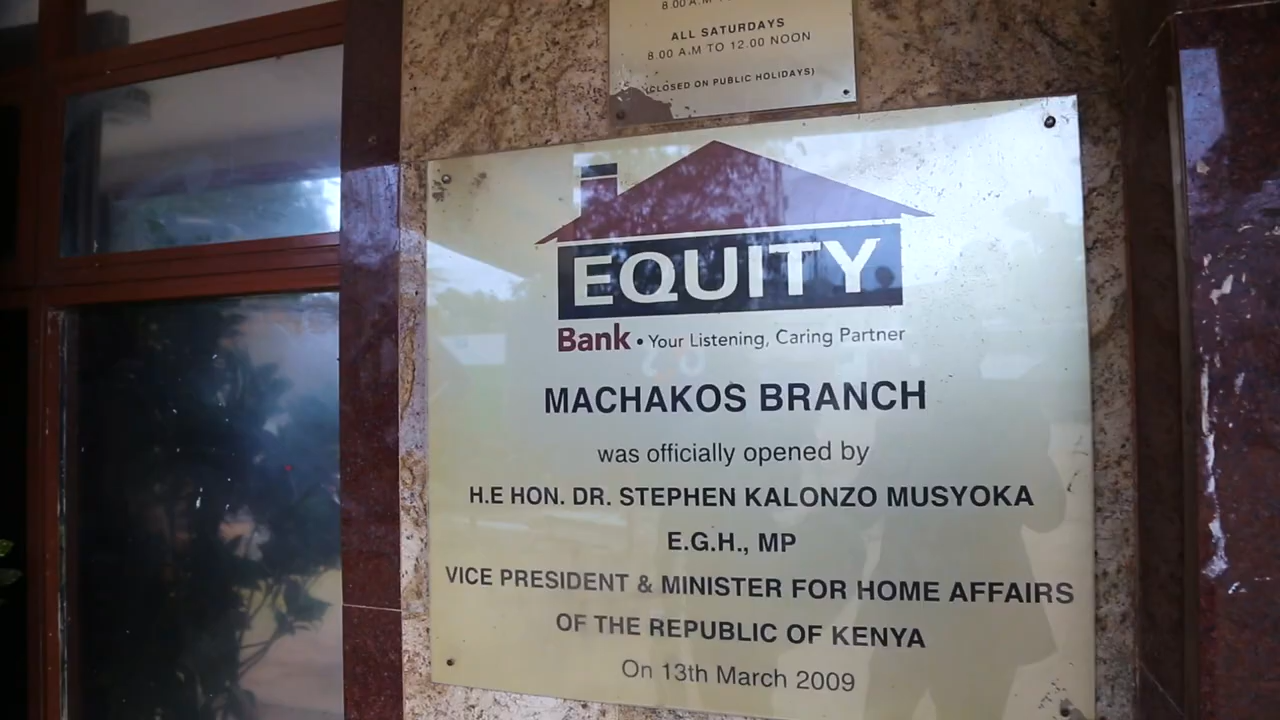 8.00 A.M
ALL SATURDAYS
8.00 A.M TO 12.00 NOON
(CLOSED ON PUBLIC HOLIDAYS)
EQUITY
Bank • Your Listening, Caring Partner
MACHAKOS BRANCH
was officially opened by
H.E HON. DR. STEPHEN KALONZO MUSYOKA
E.G.H., MP
VICE PRESIDENT & MINISTER FOR HOME AFFAIRS
OF THE REPUBLIC OF KENYA
On 13th March 2009